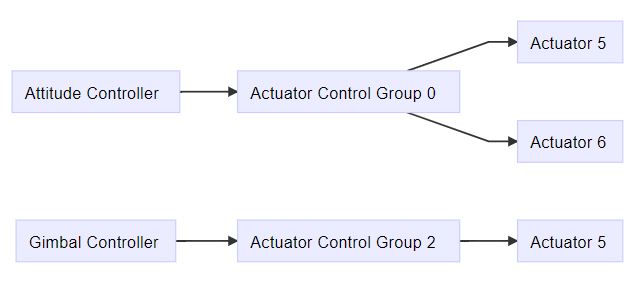 Actuator 5
Attitude Controller
Actuator Control Group 0
Actuator 6
Gimbal Controller
Actuator Control Group 2
Actuator 5